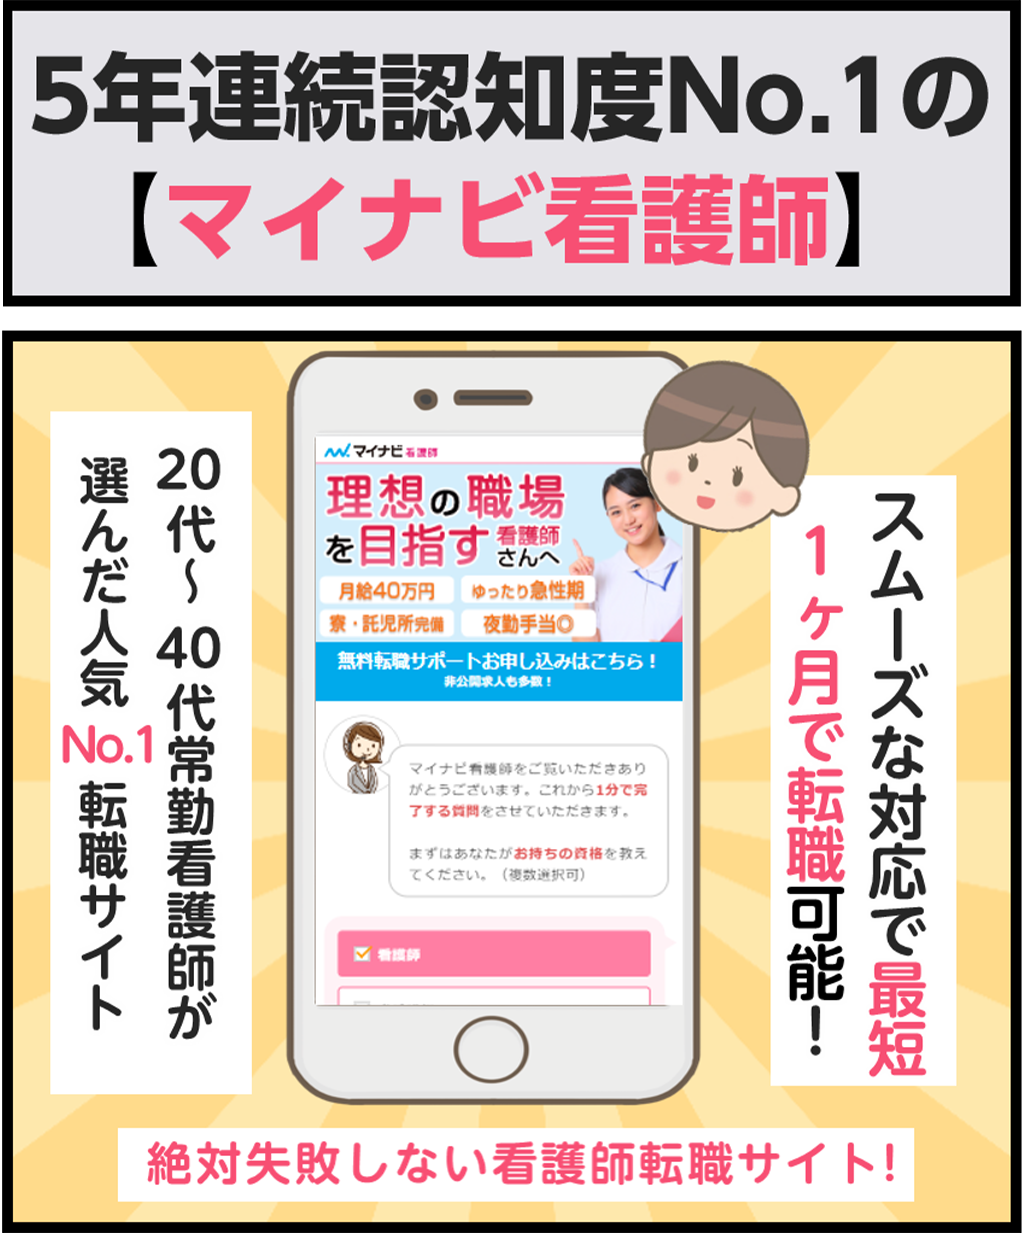 5年連続認知度No.1の
【マイナビ看護師】
スムーズな対応で最短
1ヶ月で転職可能！
20代〜40代常勤看護師が
選んだ人気No.1転職サイト
マイナビ看護師
理想の職場
を目指す看護師さんへ
月給40万円
ゆったり急性期
寮・託児所完備
夜勤手当◎
無料転職サポートお申し込みはこちら！
非公開求人も多数！
マイナビ看護師をご覧いただきあり
がとうございます。これから1分で完
了する質問をさせていただきます。
まずはあなたがお持ちの資格を教え
てください。（複数選択可）
看護師
絶対失敗しない看護師転職サイト!